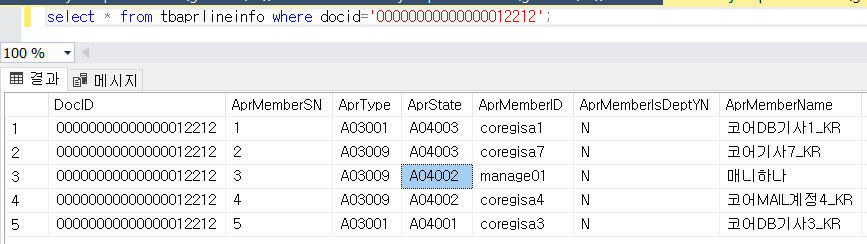 select * from tbaprlineinfo where docid='00000000000000012212';
100 %
결과 메시지
DocID AprMemberSN AprType AprState AprMemberID AprMemberIsDeptYN AprMemberName
1 00000000000000012212 1 A03001 A04003 coregisa1 N 코어DB기사1_KR
2 00000000000000012212 2 A03009 A04003 coregisa7 N 코어기사7_KR
3 00000000000000012212 3 A03009 A04002 manage01 N 매니하나
4 00000000000000012212 4 A03009 A04002 coregisa4 N 코어MAIL계정4_KR
5 00000000000000012212 5 A03001 A04001 coregisa3 N 코어DB기사3_KR